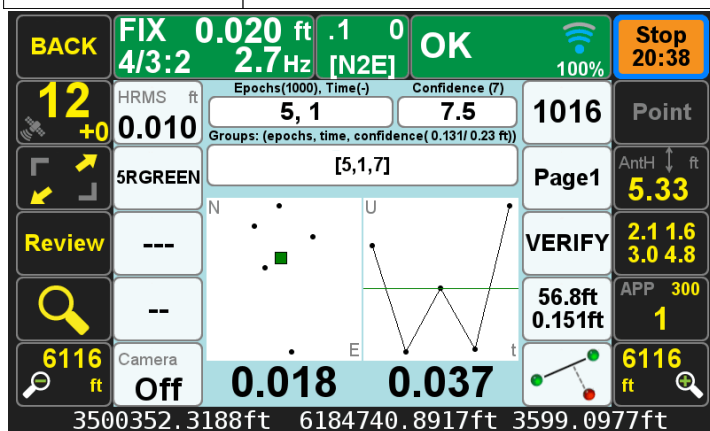 BACK
FIX 0.020 ft
4/3:2 2.7Hz
.1 0
[N2E]
OK
100%
Stop
20:38
12
+0
HRMS ft
0.010
Epochs(1000), Time(-)
5, 1
Confidence (7)
7.5
1016
Point
Groups: (epochs, time, confidence( 0.131/ 0.23 ft))
[5,1,7]
5RGREEN
Page1
AntH ft
5.33
Review
---
N
E
U
t
VERIFY
2.1 1.6
3.0 4.8
--
56.8ft
0.151ft
APP 300
1
6116
ft
Camera
Off
0.018
0.037
6116
ft
3500352.3188ft 6184740.8917ft 3599.0977ft